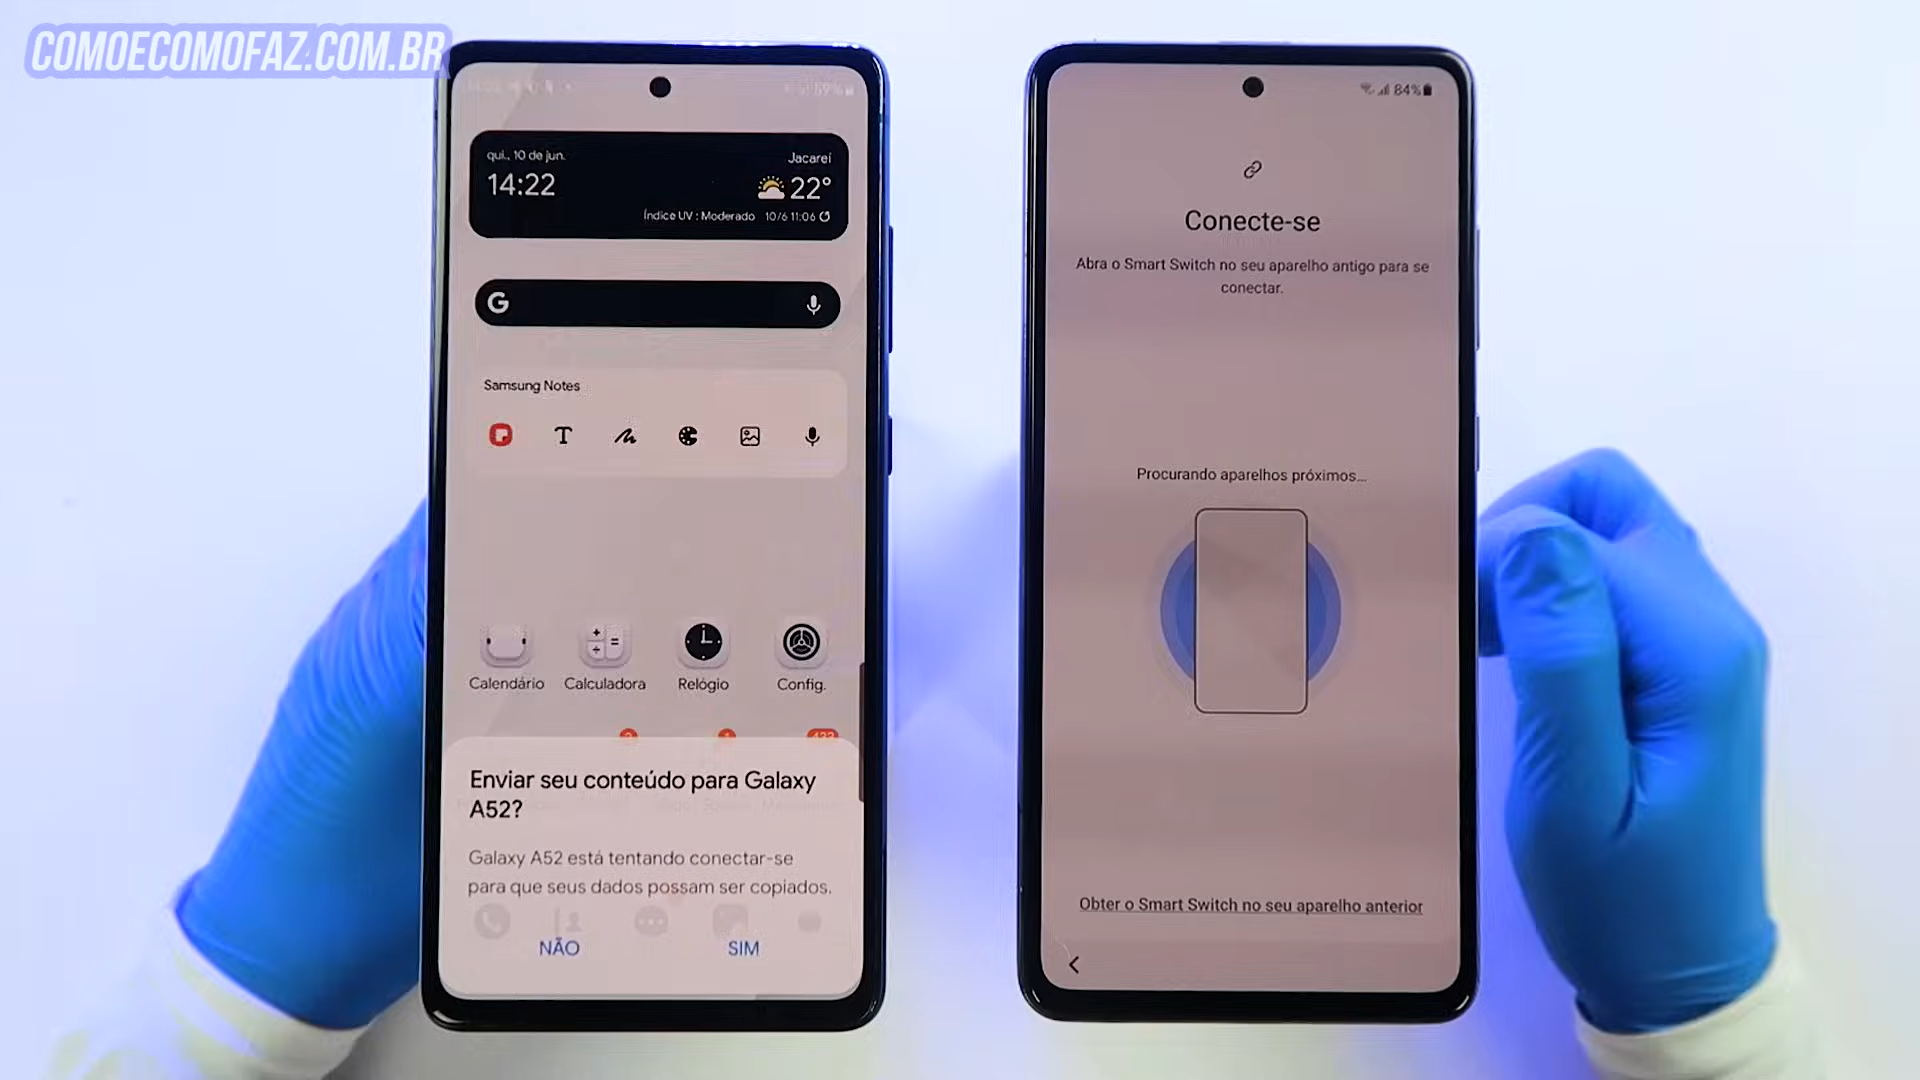 COMOECOMOFAZ.COM.BR
qui., 10 de jun.
14:22
Jacareí
22°
Índice UV : Moderado 10/6 11:06
G
Samsung Notes
Calendário
Calculadora
Relógio
Config.
Enviar seu conteúdo para Galaxy
A52?
Galaxy A52 está tentando conectar-se
para que seus dados possam ser copiados.
NÃO
SIM
84%
Conecte-se
Abra o Smart Switch no seu aparelho antigo para se
conectar.
Procurando aparelhos próximos...
Obter o Smart Switch no seu aparelho anterior